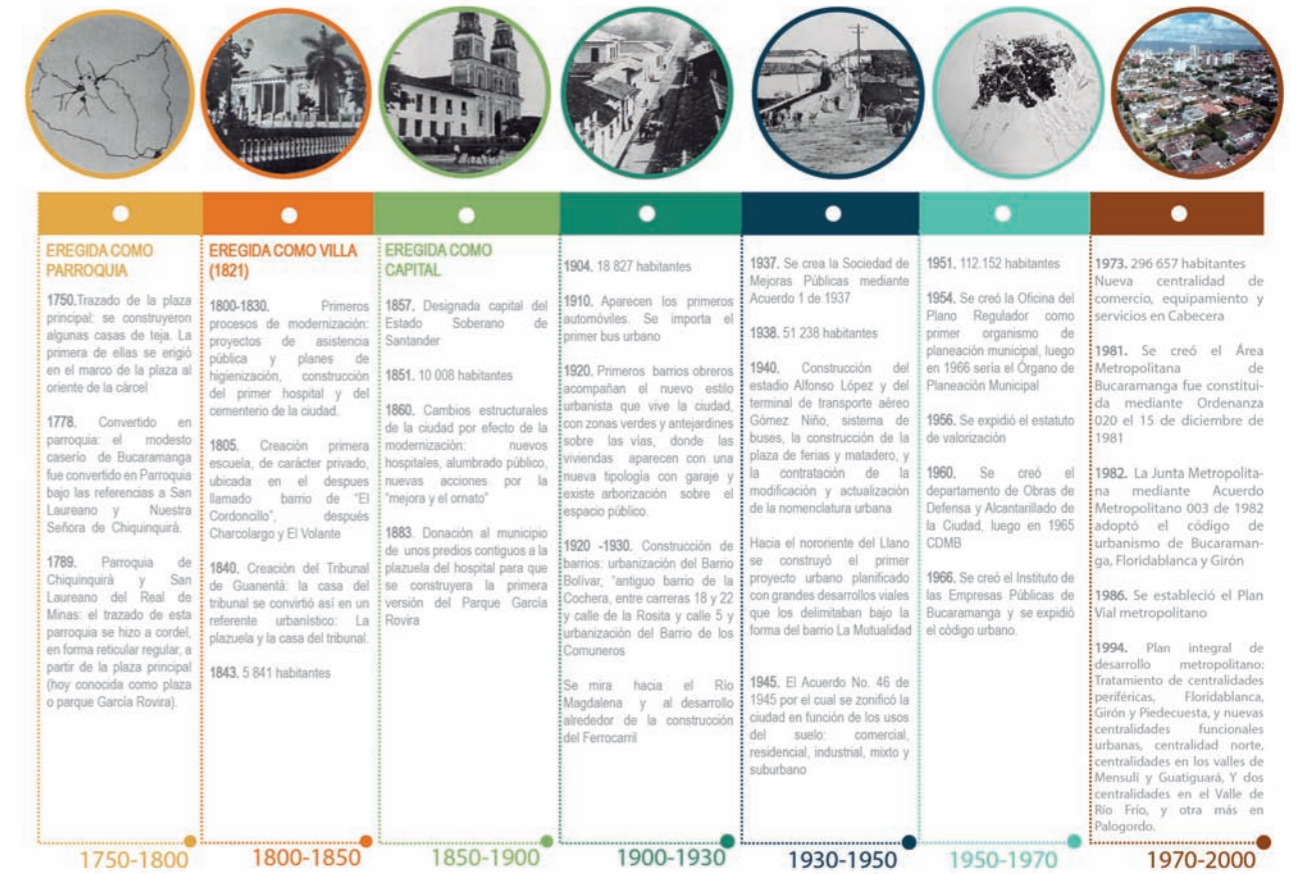 EREGIDA COMO
PARROQUIA
1750.Trazado de la plaza
principal: se construyeron
algunas casas de teja. La
primera de ellas se erigió
en el marco de la plaza al
oriente de la cárcel
1778. Convertido en
parroquia: el modesto
caserío de Bucaramanga
fue convertido en Parroquia
bajo las referencias a San
Laureano y Nuestra
Señora de Chiquinquirá.
1789. Parroquia de
Chiquinquirá y San
Laureano del Real de
Minas: el trazado de esta
parroquia se hizo a cordel,
en forma reticular regular, a
partir de la plaza principal
(hoy conocida como plaza
o parque García Rovira).
1750-1800
EREGIDA COMO VILLA
(1821)
1800-1830. Primeros
procesos de modernización:
proyectos de asistencia
pública y planes de
higienización, construcción
del primer hospital y del
cementerio de la ciudad.
1805. Creación primera
escuela, de carácter privado,
ubicada en el despues
llamado barrio de "El
Cordoncillo", después
Charcolargo y El Volante
1840. Creación del Tribunal
de Guanentá: la casa del
tribunal se convirtió así en un
referente urbanístico: La
plazuela y la casa del tribunal.
1843. 5 841 habitantes
1800-1850
EREGIDA COMO
CAPITAL
1857. Designada capital del
Estado Soberano de
Santander
1851. 10 008 habitantes
1860. Cambios estructurales
de la ciudad por efecto de la
modernización: nuevos
hospitales, alumbrado público,
nuevas acciones por la
"mejora y el ornato"
1883. Donación al municipio
de unos predios contiguos a la
plazuela del hospital para que
se construyera la primera
versión del Parque García
Rovira
1850-1900
1904. 18 827 habitantes
1910. Aparecen los primeros
automóviles. Se importa el
primer bus urbano
1920. Primeros barrios obreros
acompañan el nuevo estilo
urbanista que vive la ciudad,
con zonas verdes y antejardines
sobre las vías, donde las
viviendas aparecen con una
nueva tipología con garaje y
existe arborización sobre el
espacio público.
1920 -1930. Construcción de
barrios: urbanización del Barrio
Bolívar, "antiguo barrio de la
Cochera, entre carreras 18 y 22
y calle de la Rosita y calle 5 y
urbanización del Barrio de los
Comuneros
Se mira hacia el Río
Magdalena y al desarrollo
alrededor de la construcción
del Ferrocarril
1900-1930
1937. Se crea la Sociedad de
Mejoras Públicas mediante
Acuerdo 1 de 1937
1938. 51 238 habitantes
1940. Construcción del
estadio Alfonso López y del
terminal de transporte aéreo
Gómez Niño, sistema de
buses, la construcción de la
plaza de ferias y matadero, y
la contratación de la
modificación y actualización
de la nomenclatura urbana
Hacia el nororiente del Llano
se construyó el primer
proyecto urbano planificado
con grandes desarrollos viales
que los delimitaban bajo la
forma del barrio La Mutualidad
1945. El Acuerdo No. 46 de
1945 por el cual se zonificó la
ciudad en función de los usos
del suelo: comercial,
residencial, industrial, mixto y
suburbano
1930-1950
1951. 112.152 habitantes
1954. Se creó la Oficina del
Plano Regulador como
primer organismo de
planeación municipal, luego
en 1966 sería el Órgano de
Planeación Municipal
1956. Se expidió el estatuto
de valorización
1960. Se creó el
departamento de Obras de
Defensa y Alcantarillado de
la Ciudad, luego en 1965
CDMB
1966. Se creó el Instituto de
las Empresas Públicas de
Bucaramanga y se expidió
el código urbano.
1950-1970
1973. 296 657 habitantes
Nueva centralidad de
comercio, equipamiento y
servicios en Cabecera
1981. Se creó el Área
Metropolitana de
Bucaramanga fue constitui-
da mediante Ordenanza
020 el 15 de diciembre de
1981
1982. La Junta Metropolita-
na mediante Acuerdo
Metropolitano 003 de 1982
adoptó el código de
urbanismo de Bucaraman-
ga, Floridablanca y Girón
1986. Se estableció el Plan
Vial metropolitano
1994. Plan integral de
desarrollo metropolitano:
Tratamiento de centralidades
periféricas, Floridablanca,
Girón y Piedecuesta, y nuevas
centralidades funcionales
urbanas, centralidad norte,
centralidades en los valles de
Mensulí y Guatiguará, Y dos
centralidades en el Valle de
Río Frío, y otra más en
Palogordo.
1970-2000